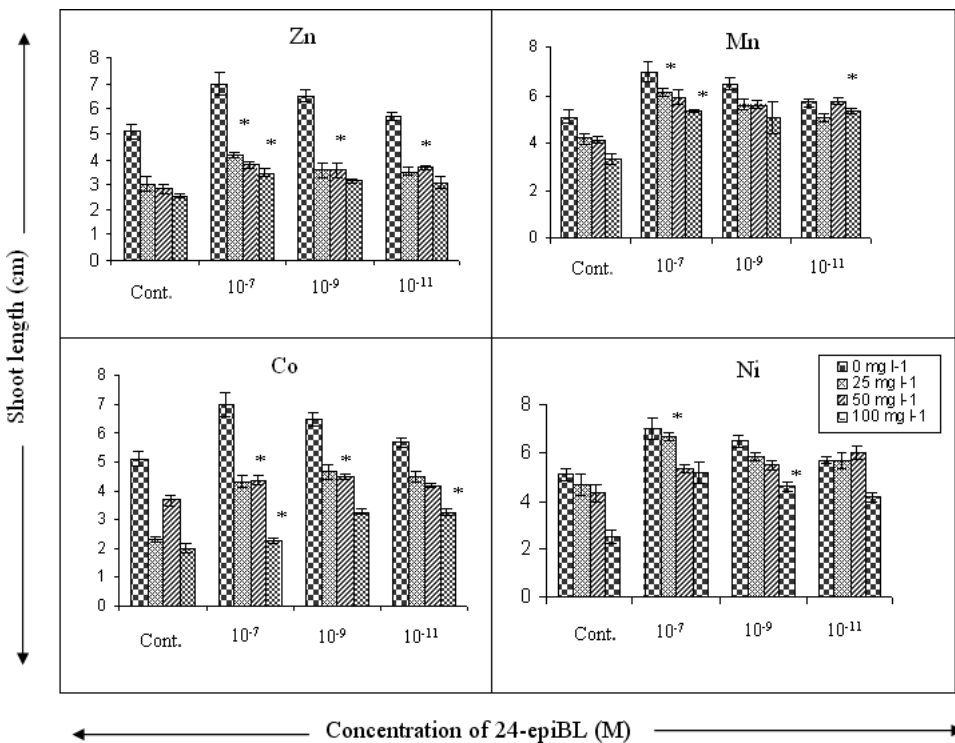 Zn
8
7
6
5
4
3
2
1
0
* * * *
Cont. 10⁻⁷ 10⁻⁹ 10⁻¹¹
Mn
8
6
4
2
0
* * *
Cont. 10⁻⁷ 10⁻⁹ 10⁻¹¹
Shoot length (cm)
Co
8
7
6
5
4
3
2
1
0
* * * *
Cont. 10⁻⁷ 10⁻⁹ 10⁻¹¹
Ni
0 mg l-1
25 mg l-1
50 mg l-1
100 mg l-1
8
6
4
2
0
* *
Cont. 10⁻⁷ 10⁻⁹ 10⁻¹¹
Concentration of 24-epiBL (M)